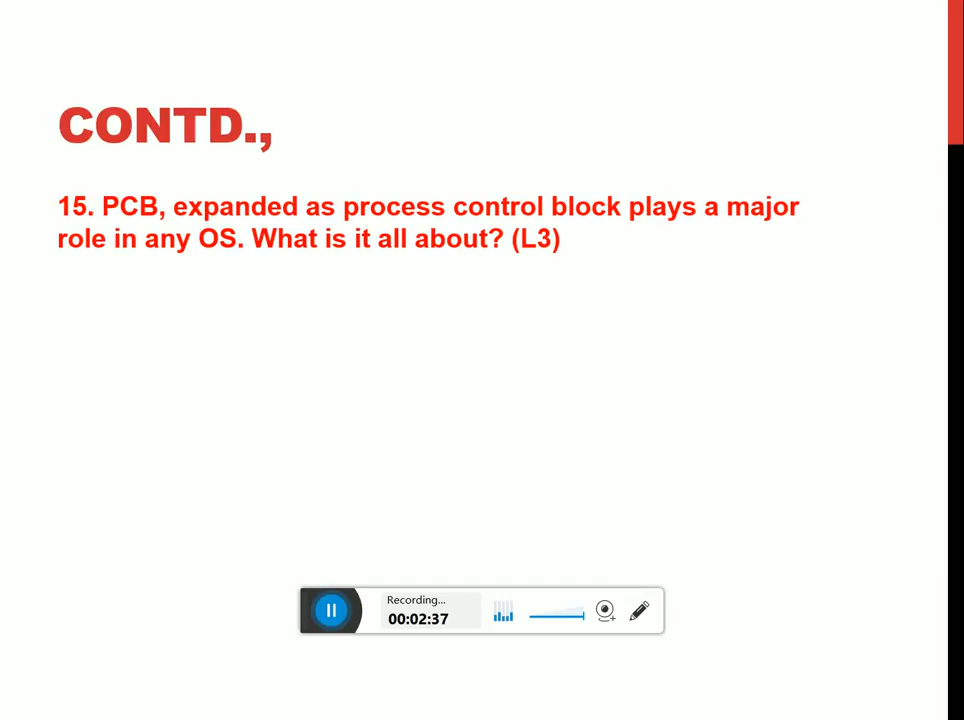 CONTD.,
15. PCB, expanded as process control block plays a major
role in any OS. What is it all about? (L3)
Recording...
00:02:37